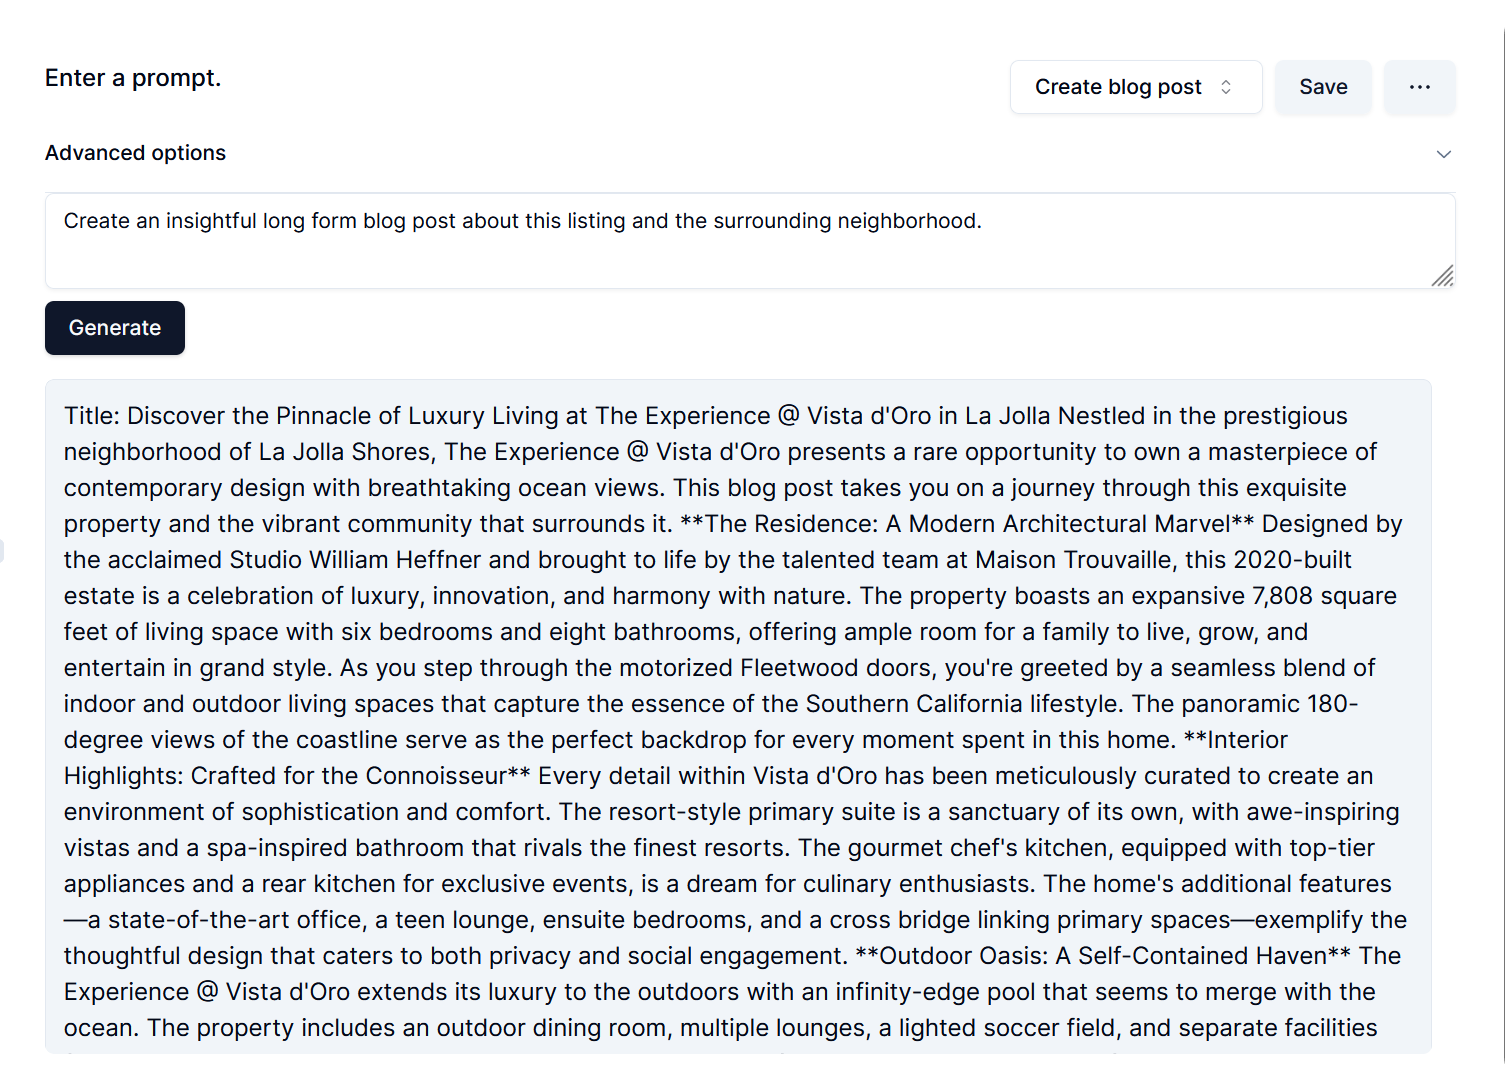 Enter a prompt.
Create blog post
Save
...
Advanced options
Create an insightful long form blog post about this listing and the surrounding neighborhood.
Generate
Title: Discover the Pinnacle of Luxury Living at The Experience @ Vista d'Oro in La Jolla Nestled in the prestigious
neighborhood of La Jolla Shores, The Experience @ Vista d'Oro presents a rare opportunity to own a masterpiece of
contemporary design with breathtaking ocean views. This blog post takes you on a journey through this exquisite
property and the vibrant community that surrounds it. **The Residence: A Modern Architectural Marvel** Designed by
the acclaimed Studio William Heffner and brought to life by the talented team at Maison Trouvaille, this 2020-built
estate is a celebration of luxury, innovation, and harmony with nature. The property boasts an expansive 7,808 square
feet of living space with six bedrooms and eight bathrooms, offering ample room for a family to live, grow, and
entertain in grand style. As you step through the motorized Fleetwood doors, you're greeted by a seamless blend of
indoor and outdoor living spaces that capture the essence of the Southern California lifestyle. The panoramic 180-
degree views of the coastline serve as the perfect backdrop for every moment spent in this home. **Interior
Highlights: Crafted for the Connoisseur** Every detail within Vista d'Oro has been meticulously curated to create an
environment of sophistication and comfort. The resort-style primary suite is a sanctuary of its own, with awe-inspiring
vistas and a spa-inspired bathroom that rivals the finest resorts. The gourmet chef's kitchen, equipped with top-tier
appliances and a rear kitchen for exclusive events, is a dream for culinary enthusiasts. The home's additional features
—a state-of-the-art office, a teen lounge, ensuite bedrooms, and a cross bridge linking primary spaces—exemplify the
thoughtful design that caters to both privacy and social engagement. **Outdoor Oasis: A Self-Contained Haven** The
Experience @ Vista d'Oro extends its luxury to the outdoors with an infinity-edge pool that seems to merge with the
ocean. The property includes an outdoor dining room, multiple lounges, a lighted soccer field, and separate facilities